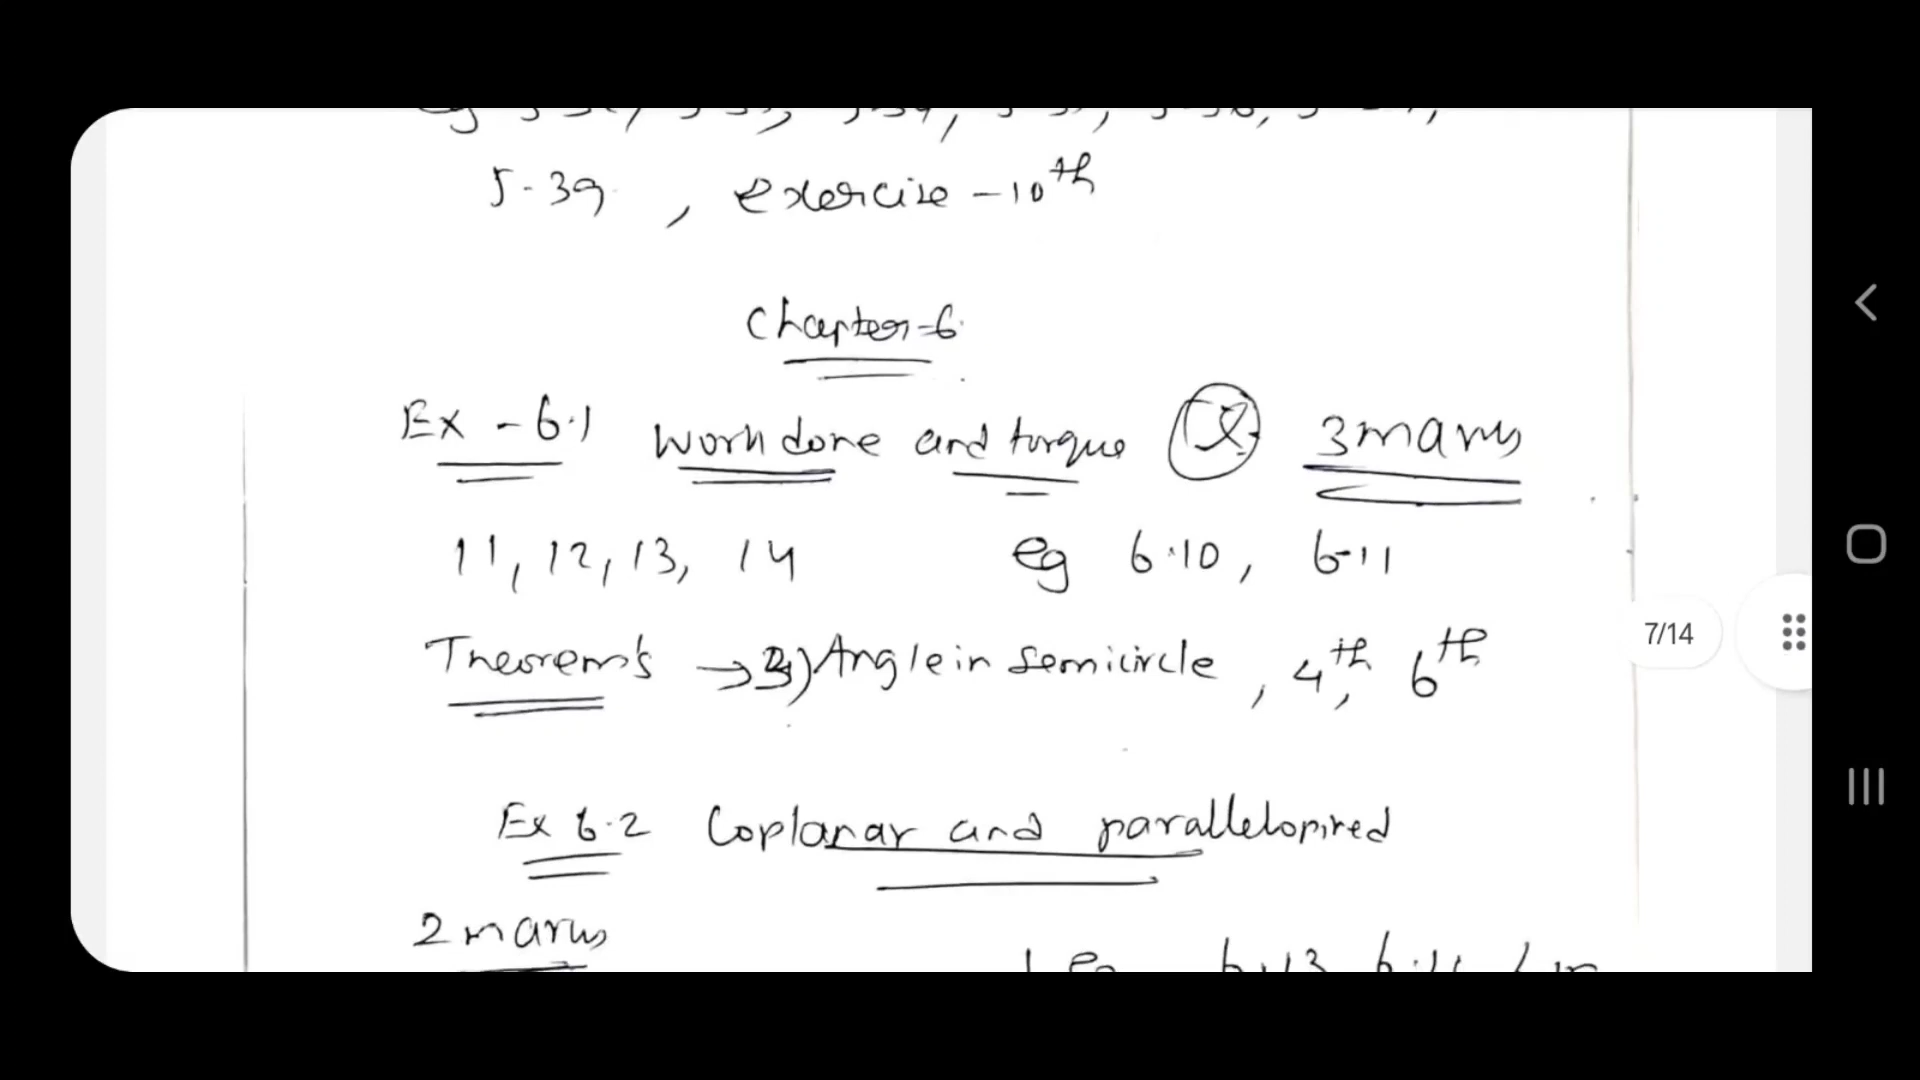 5.39, exercise - 10th
Chapter-6
Ex - 6.1 Work done and torque 3 marks
11, 12, 13, 14 eg 6.10, 6.11
Theorem's → 3) Angle in semicircle, 4th, 6th
7/14
Ex 6.2 Coplanar and parallelopired
2 marks